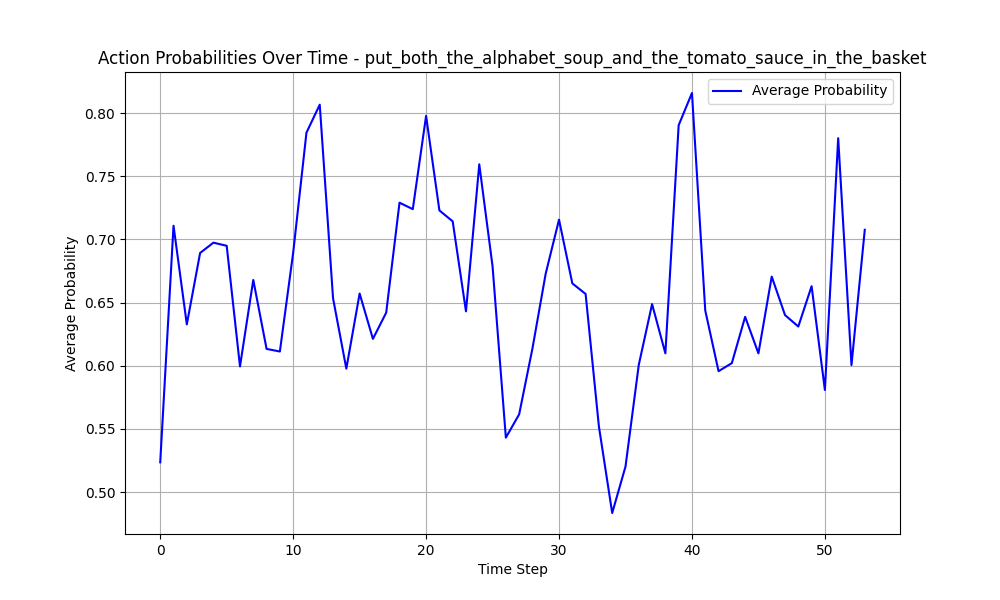 Action Probabilities Over Time - put_both_the_alphabet_soup_and_the_tomato_sauce_in_the_basket
Average Probability
0.80
0.75
0.70
0.65
0.60
0.55
0.50
Average Probability
0 10 20 30 40 50
Time Step